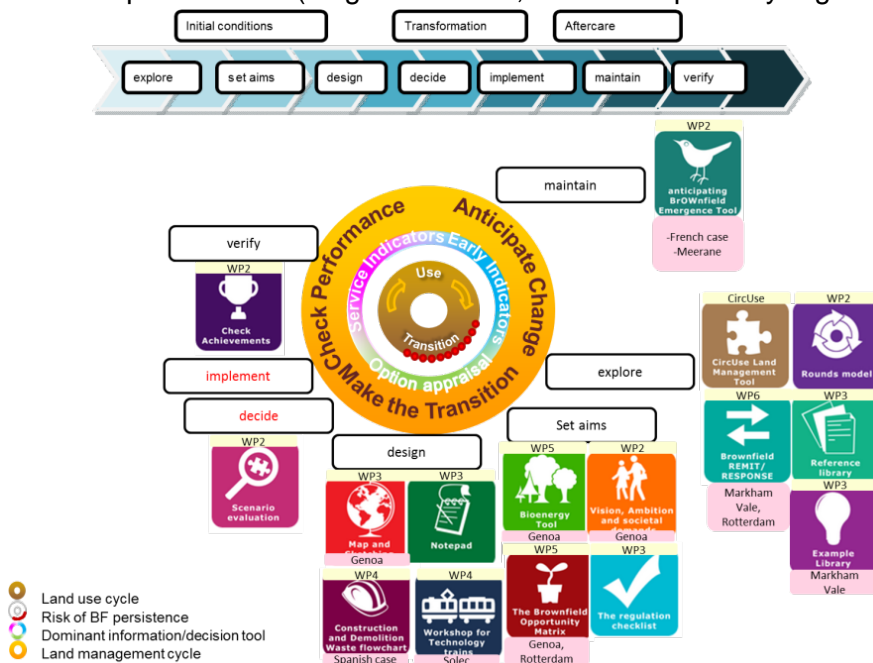 Initial conditions
Transformation
Aftercare
explore
set aims
design
decide
implement
maintain
verify
WP2
anticipating
BrOWnfield
Emergence Tool
-French case
-Meerane
maintain
verify
WP2
Check
Achievements
Check Performance
Anticipate Change
Make the Transition
Service Indicators
Early Indicators
Option appraisal
Use
Transition
implement
decide
WP2
Scenario
evaluation
explore
CircUse
CircUse Land
Management
Tool
WP2
Rounds model
WP6
Brownfield
REMIT/
RESPONSE
Markham
Vale,
Rotterdam
WP3
Reference
library
WP3
Example
Library
Markham
Vale
Set aims
WP5
Bioenergy
Tool
Genoa
WP2
Vision, Ambition
and societal
demands
Genoa
WP5
The Brownfield
Opportunity
Matrix
Genoa,
Rotterdam
WP3
The regulation
checklist
design
WP3
Map and
Genoa
WP3
Notepad
WP4
Construction
and Demolition
Waste flowchart
Spanish case
WP4
Workshop for
Technology
trains
Solec
Land use cycle
Risk of BF persistence
Dominant information/decision tool
Land management cycle